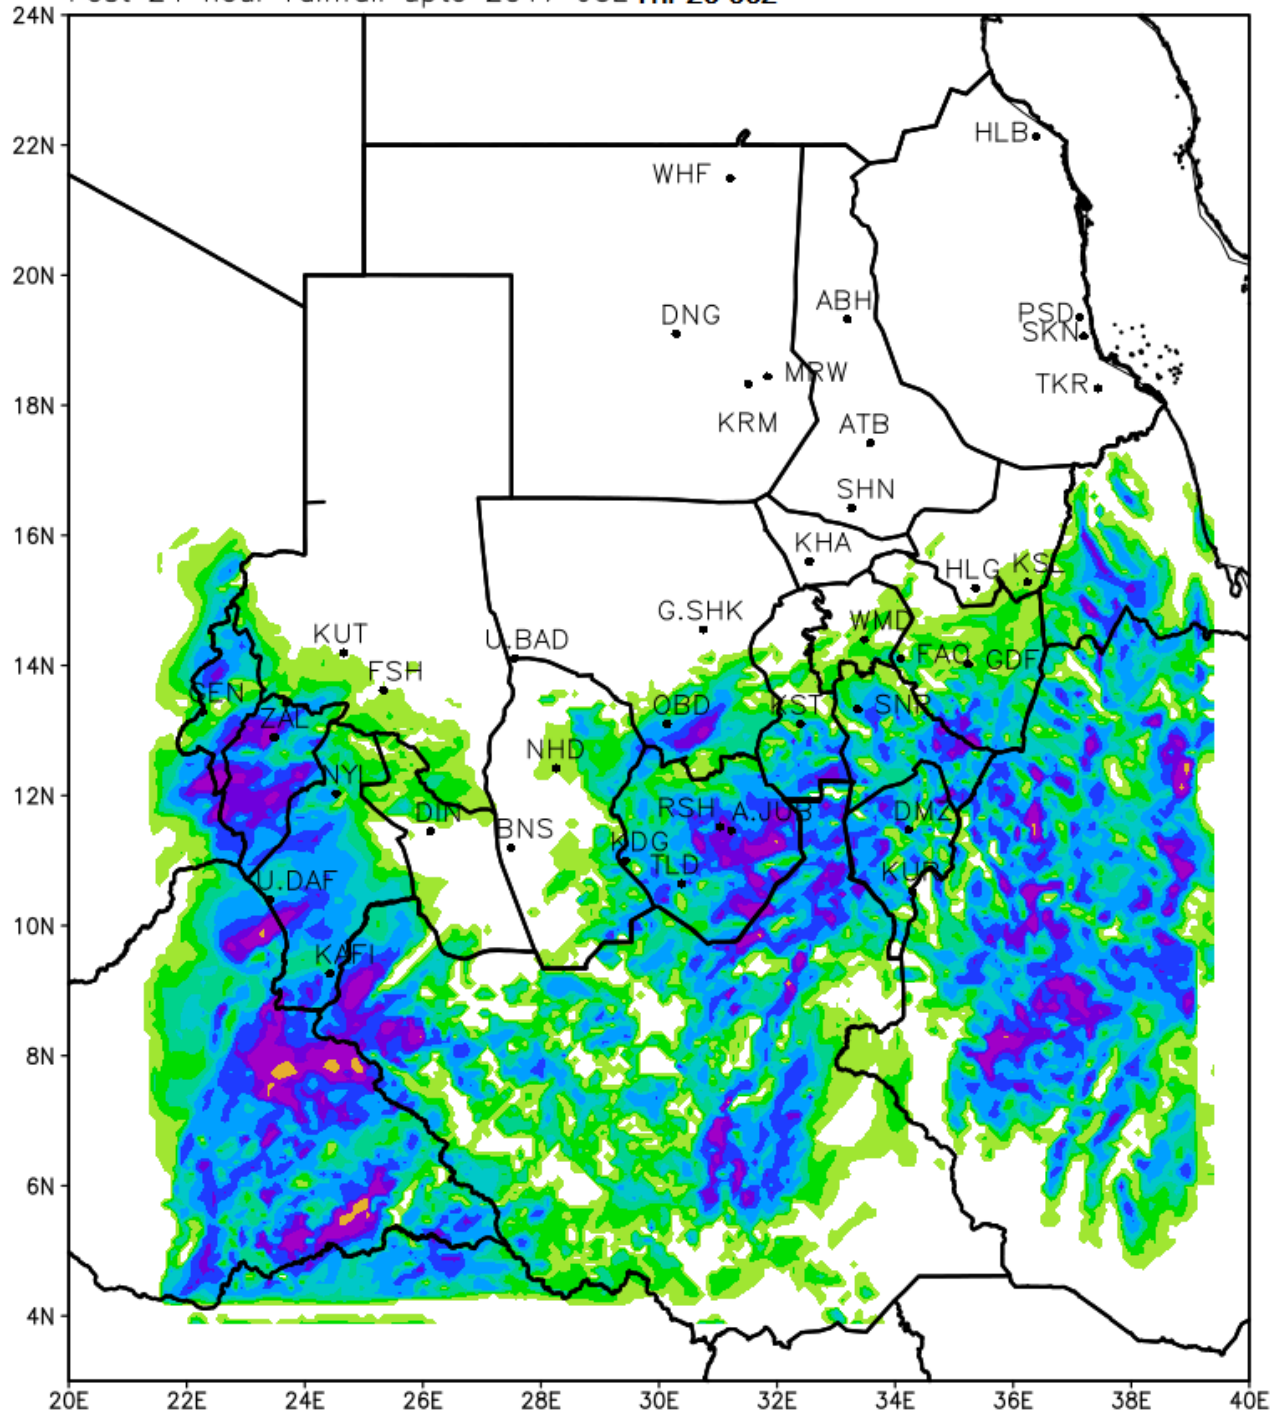 24N
22N
20N
18N
16N
14N
12N
10N
8N
6N
4N
20E 22E 24E 26E 28E 30E 32E 34E 36E 38E 40E
HLB
WHF
ABH
DNG
PSD
SKN
MRW
TKR
KRM
ATB
SHN
KHA
HLG KSL
G.SHK
WMD
KUT
U.BAD
FAO GDF
FSH
GEN
OBD
KST
SNR
ZAL
NHD
NYL
RSH A.JUB
DMZ
DIN
BNS
KDG
TLD
KUR
U.DAF
KAFI